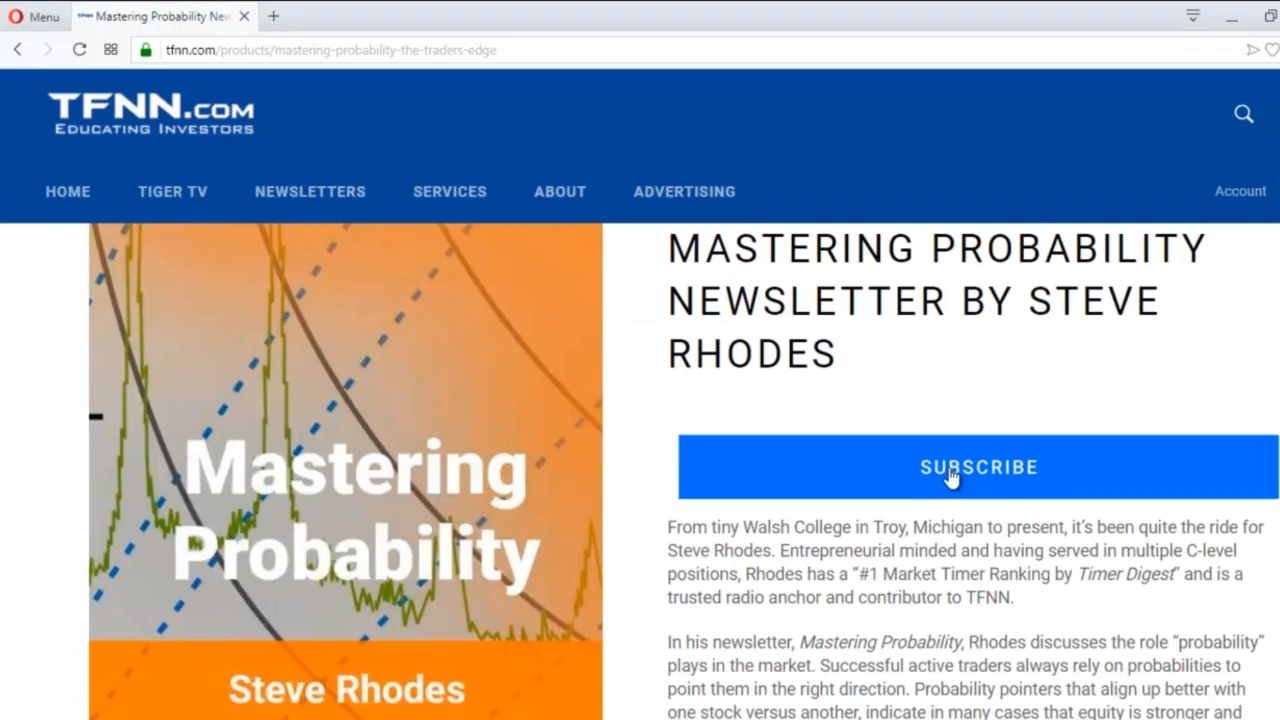 Menu
Mastering Probability New
tfnn.com/products/mastering-probability-the-traders-edge
TFNN.COM
EDUCATING INVESTORS
HOME TIGER TV NEWSLETTERS SERVICES ABOUT ADVERTISING Account
MASTERING PROBABILITY
NEWSLETTER BY STEVE
RHODES
Mastering
Probability
Steve Rhodes
SUBSCRIBE
From tiny Walsh College in Troy, Michigan to present, it's been quite the ride for
Steve Rhodes. Entrepreneurial minded and having served in multiple C-level
positions, Rhodes has a “#1 Market Timer Ranking by Timer Digest” and is a
trusted radio anchor and contributor to TFNN.
In his newsletter, Mastering Probability, Rhodes discusses the role “probability”
plays in the market. Successful active traders always rely on probabilities to
point them in the right direction. Probability pointers that align up better with
one stock versus another, indicate in many cases that equity is stronger and